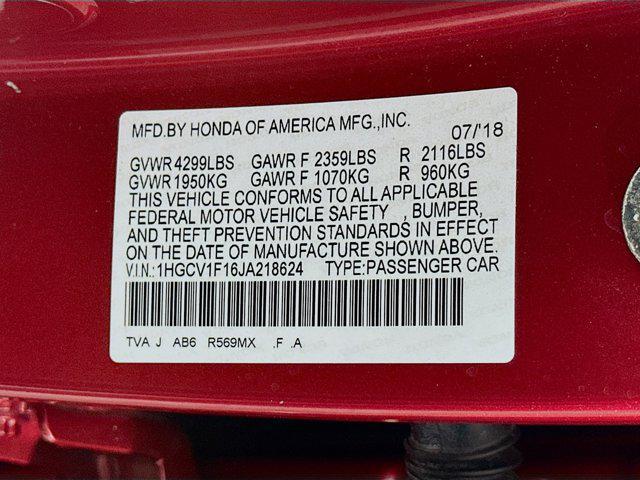 MFD.BY HONDA OF AMERICA MFG.,INC. 07/'18
GVWR 4299LBS GAWR F 2359LBS R 2116LBS
GVWR 1950KG GAWR F 1070KG R 960KG
THIS VEHICLE CONFORMS TO ALL APPLICABLE
FEDERAL MOTOR VEHICLE SAFETY , BUMPER,
AND THEFT PREVENTION STANDARDS IN EFFECT
ON THE DATE OF MANUFACTURE SHOWN ABOVE.
V.I.N.:1HGCV1F16JA218624 TYPE:PASSENGER CAR
TVA J AB6 R569MX .F .A